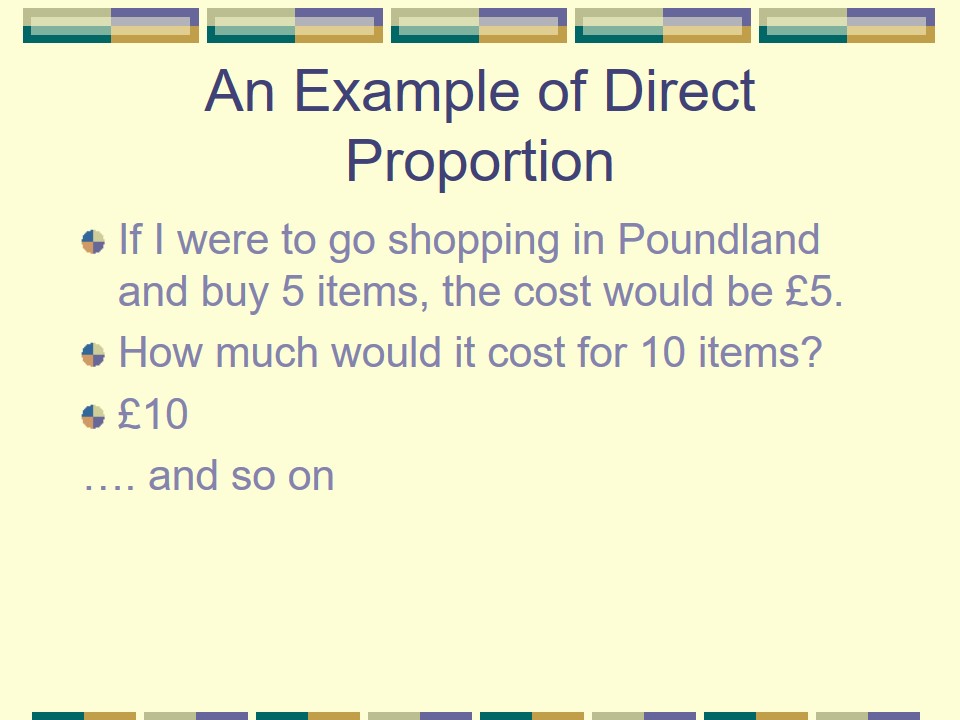 An Example of Direct
Proportion
If I were to go shopping in Poundland
and buy 5 items, the cost would be £5.
How much would it cost for 10 items?
£10
…. and so on